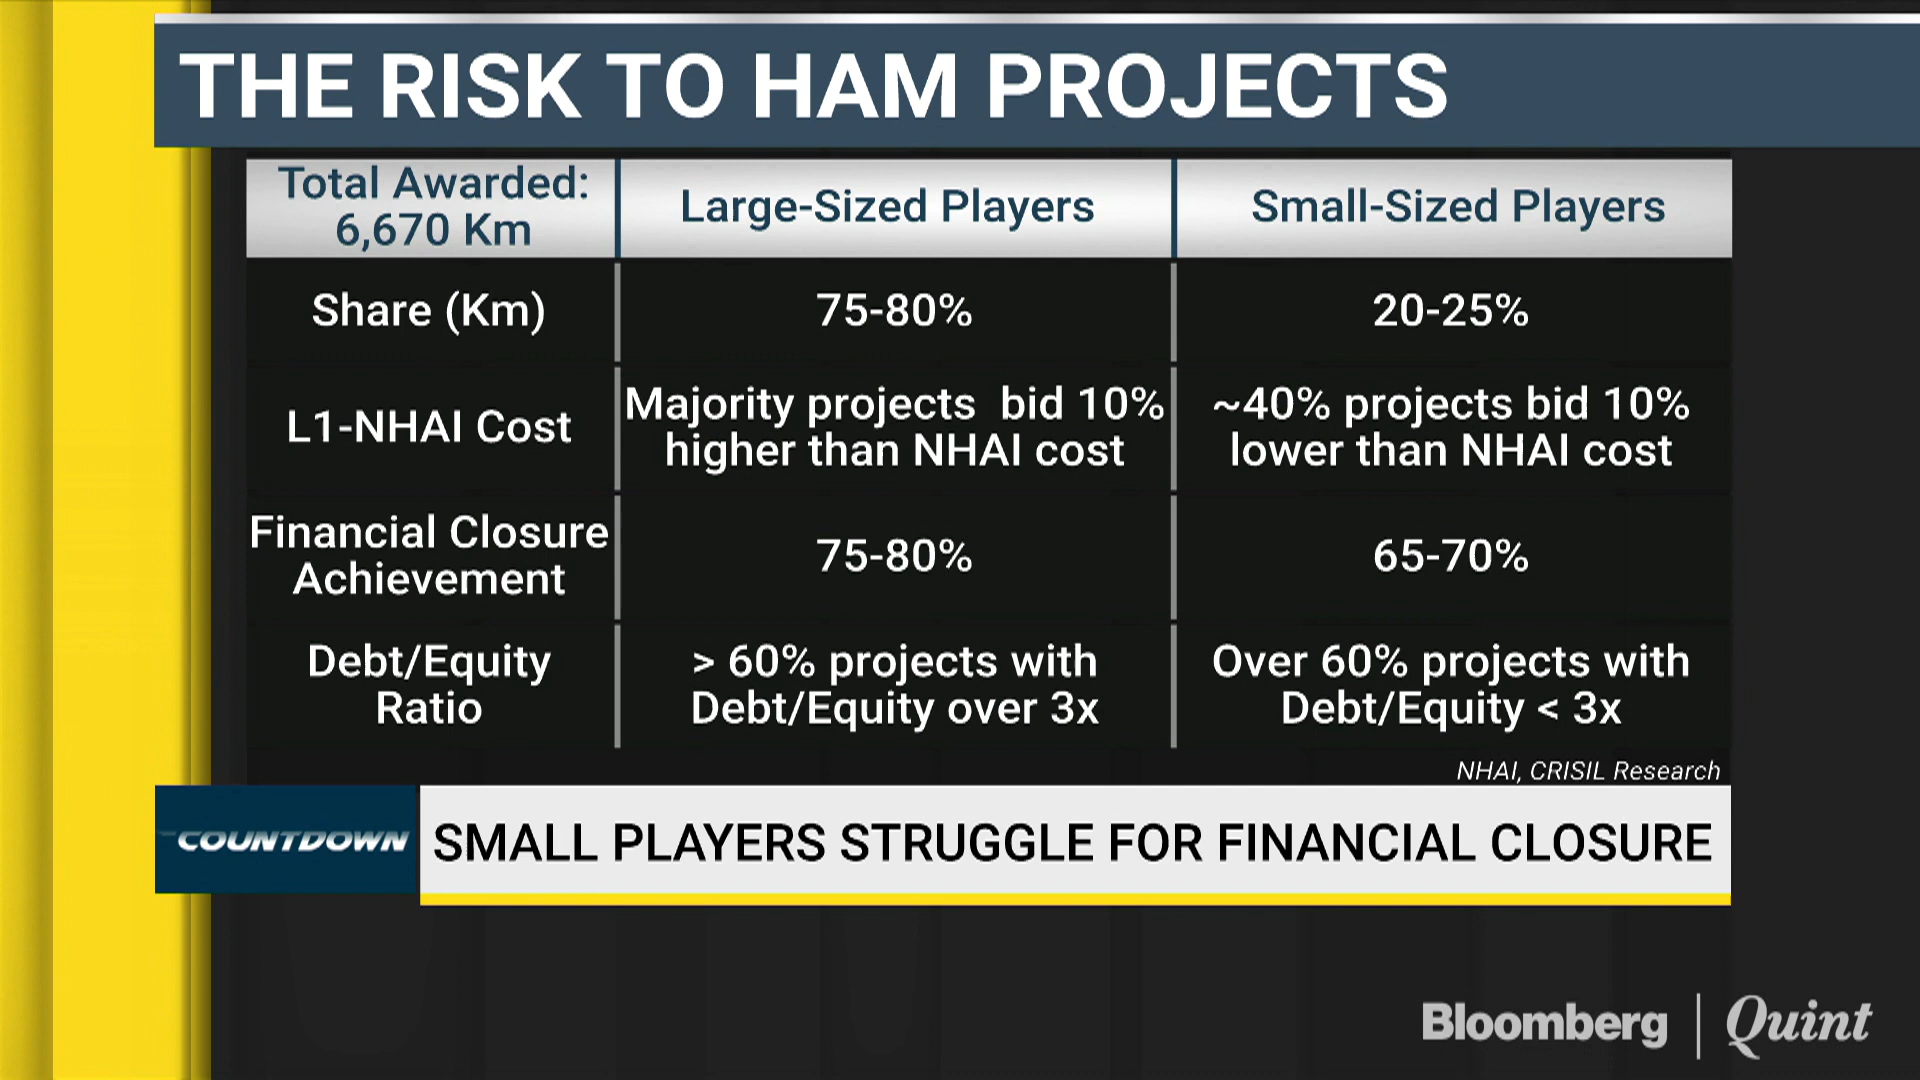 THE RISK TO HAM PROJECTS
Total Awarded:
6,670 Km
Large-Sized Players
Small-Sized Players
Share (Km)
75-80%
20-25%
L1-NHAI Cost
Majority projects bid 10%
higher than NHAI cost
~40% projects bid 10%
lower than NHAI cost
Financial Closure
Achievement
75-80%
65-70%
Debt/Equity
Ratio
> 60% projects with
Debt/Equity over 3x
Over 60% projects with
Debt/Equity < 3x
NHAI, CRISIL Research
COUNTDOWN
SMALL PLAYERS STRUGGLE FOR FINANCIAL CLOSURE
Bloomberg | Quint